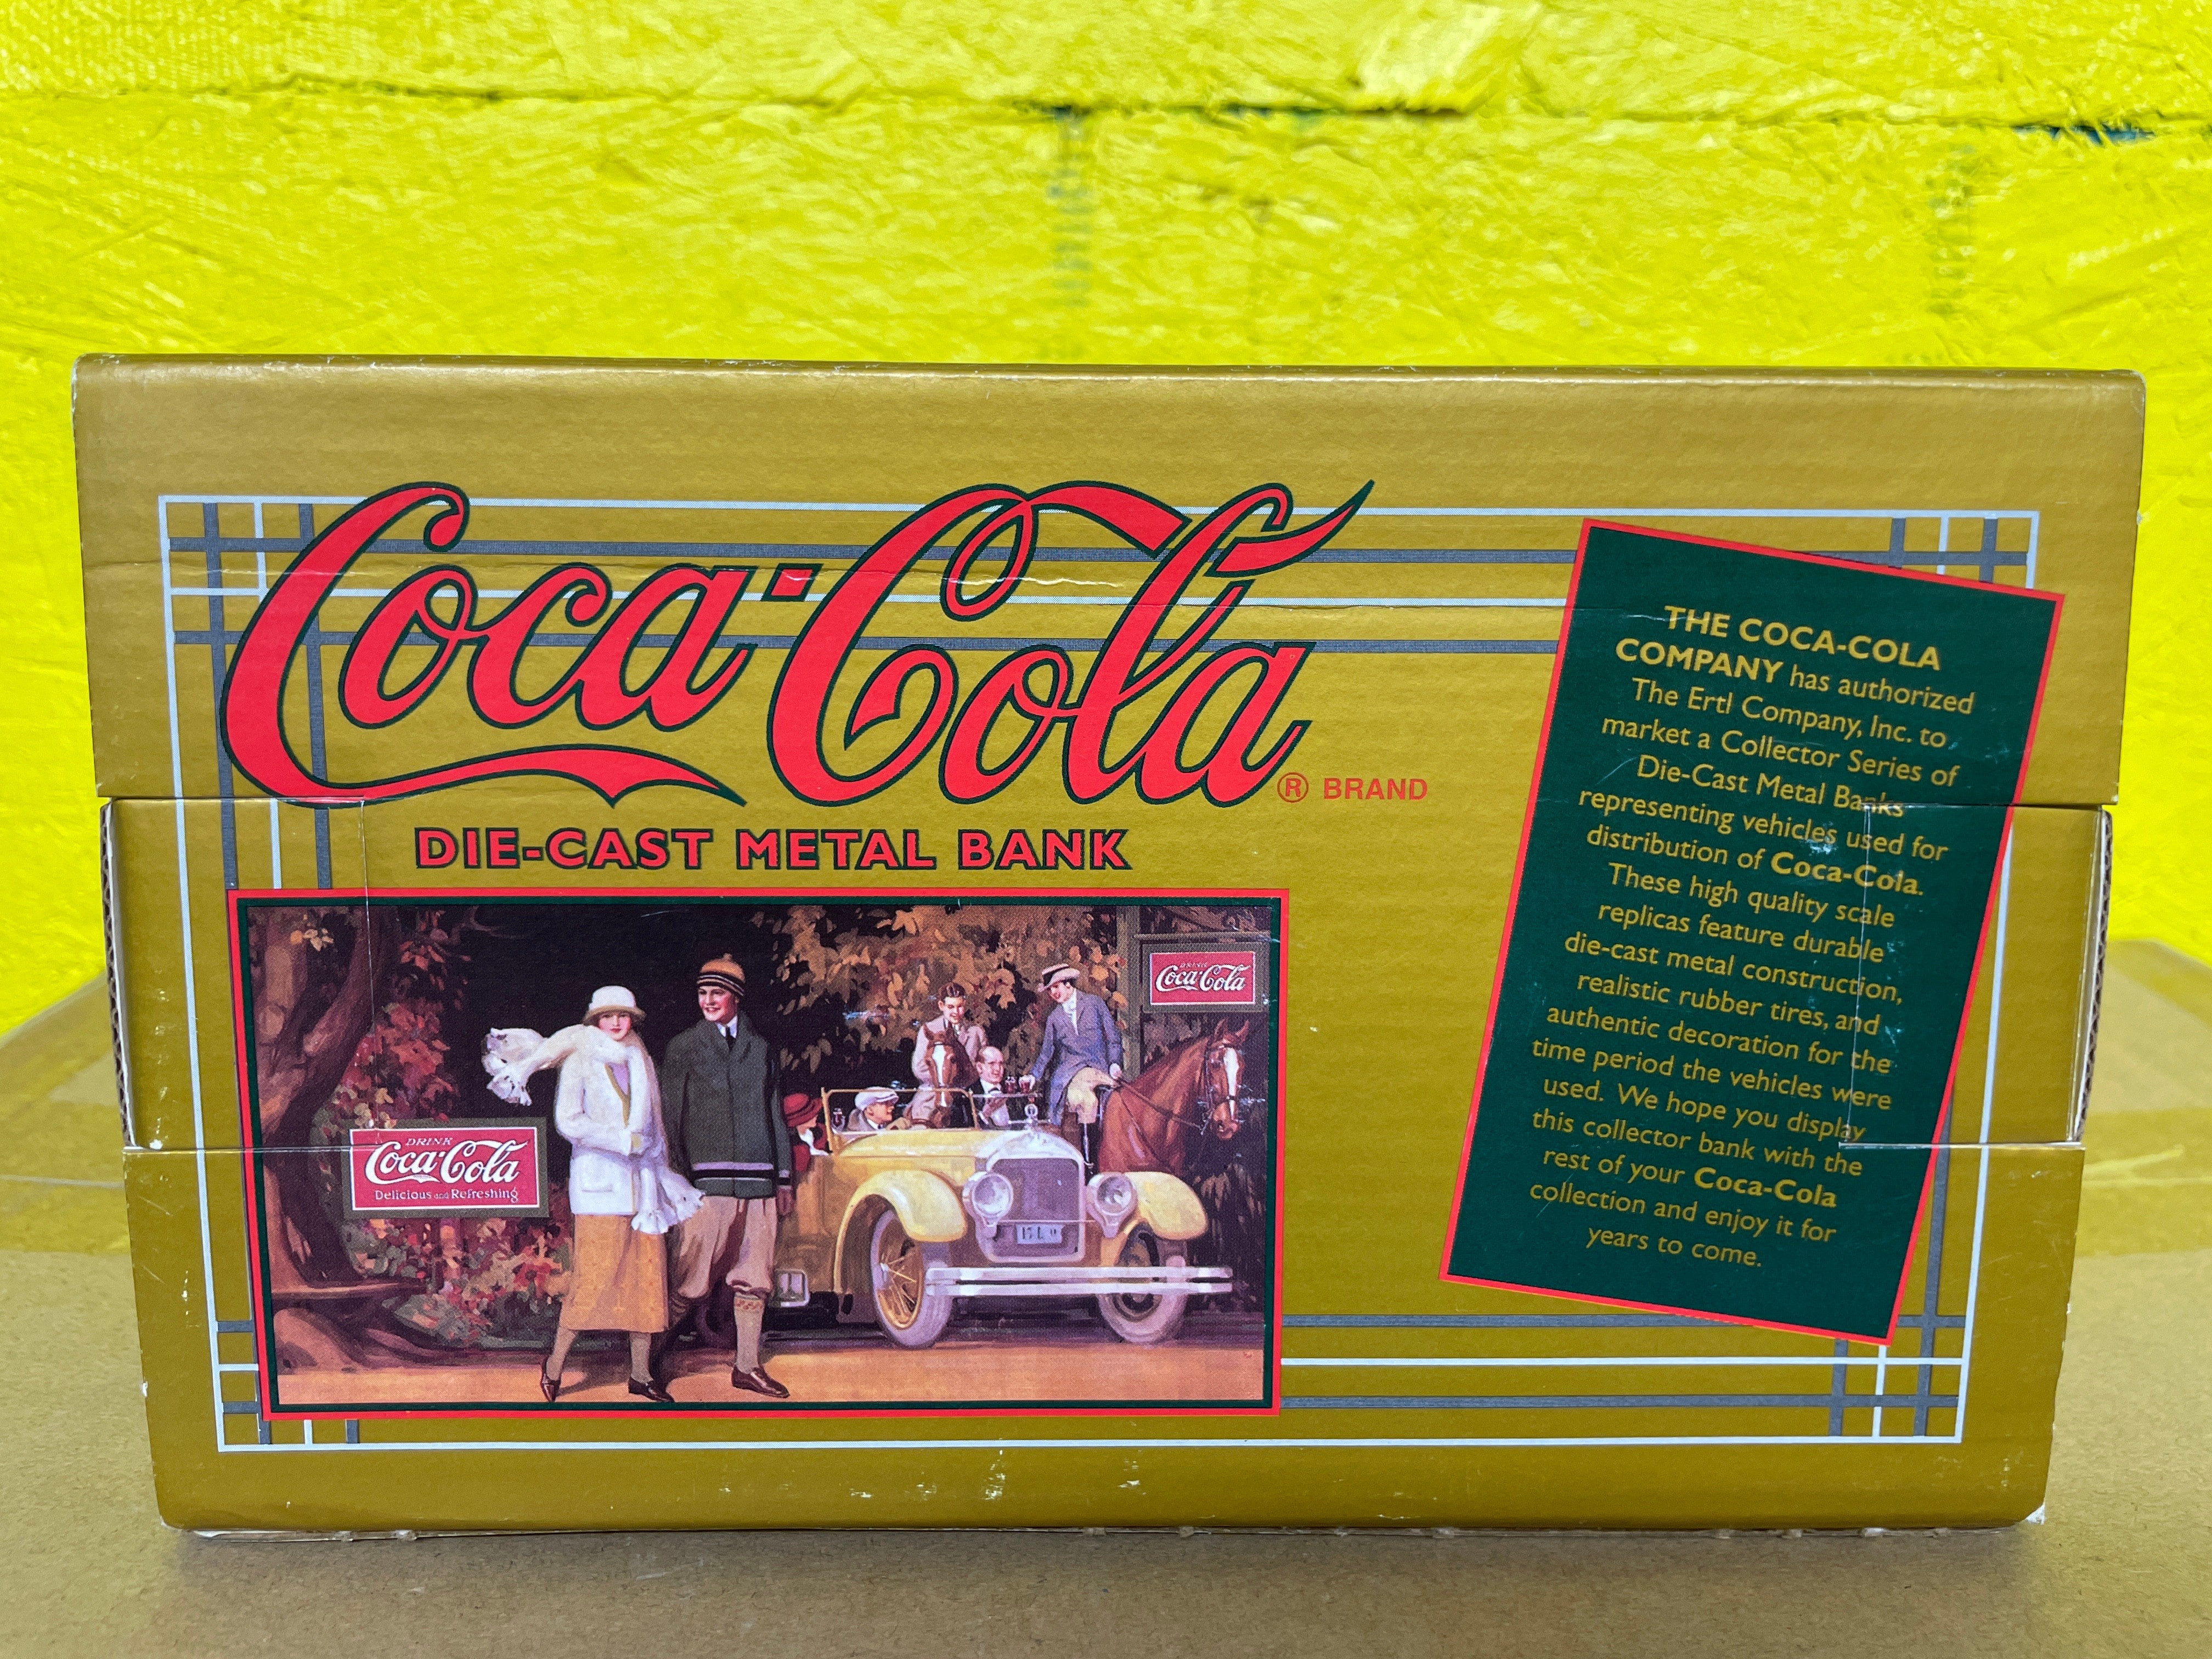 Coca-Cola
® BRAND
DIE-CAST METAL BANK
DRINK
Coca-Cola
Delicious and Refreshing
DRINK
Coca-Cola
THE COCA-COLA
COMPANY has authorized
The Ertl Company, Inc. to
market a Collector Series of
Die-Cast Metal Banks
representing vehicles used for
distribution of Coca-Cola.
These high quality scale
replicas feature durable
die-cast metal construction,
realistic rubber tires, and
authentic decoration for the
time period the vehicles were
used. We hope you display
this collector bank with the
rest of your Coca-Cola
collection and enjoy it for
years to come.